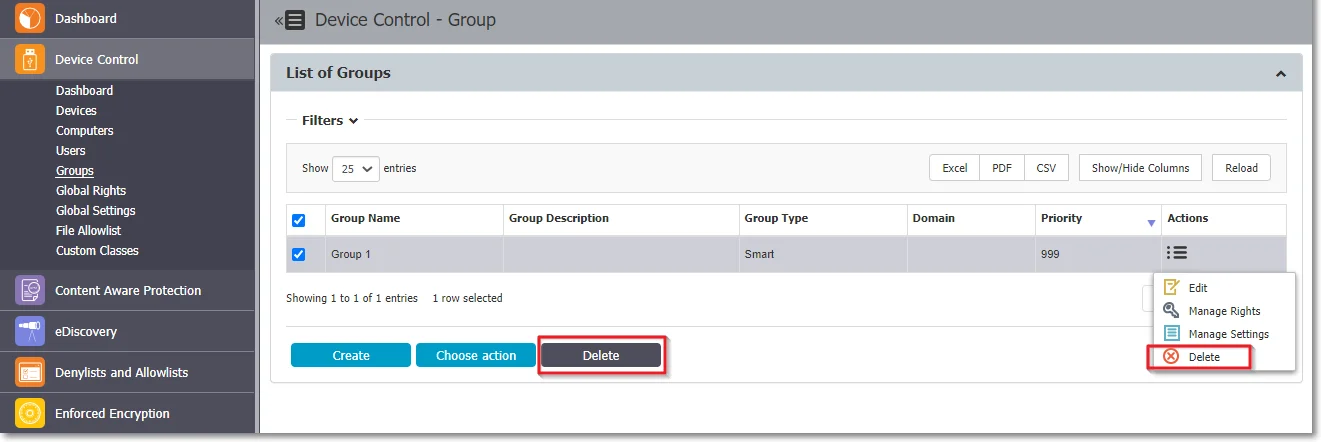 Dashboard
Device Control
Dashboard
Devices
Computers
Users
Groups
Global Rights
Global Settings
File Allowlist
Custom Classes
Content Aware Protection
eDiscovery
Denylists and Allowlists
Enforced Encryption
« Device Control - Group
List of Groups
Filters
Show 25 entries Excel PDF CSV Show/Hide Columns Reload
Group Name Group Description Group Type Domain Priority Actions
Group 1 Smart 999
Showing 1 to 1 of 1 entries 1 row selected
Edit
Manage Rights
Manage Settings
Delete
Create Choose action Delete